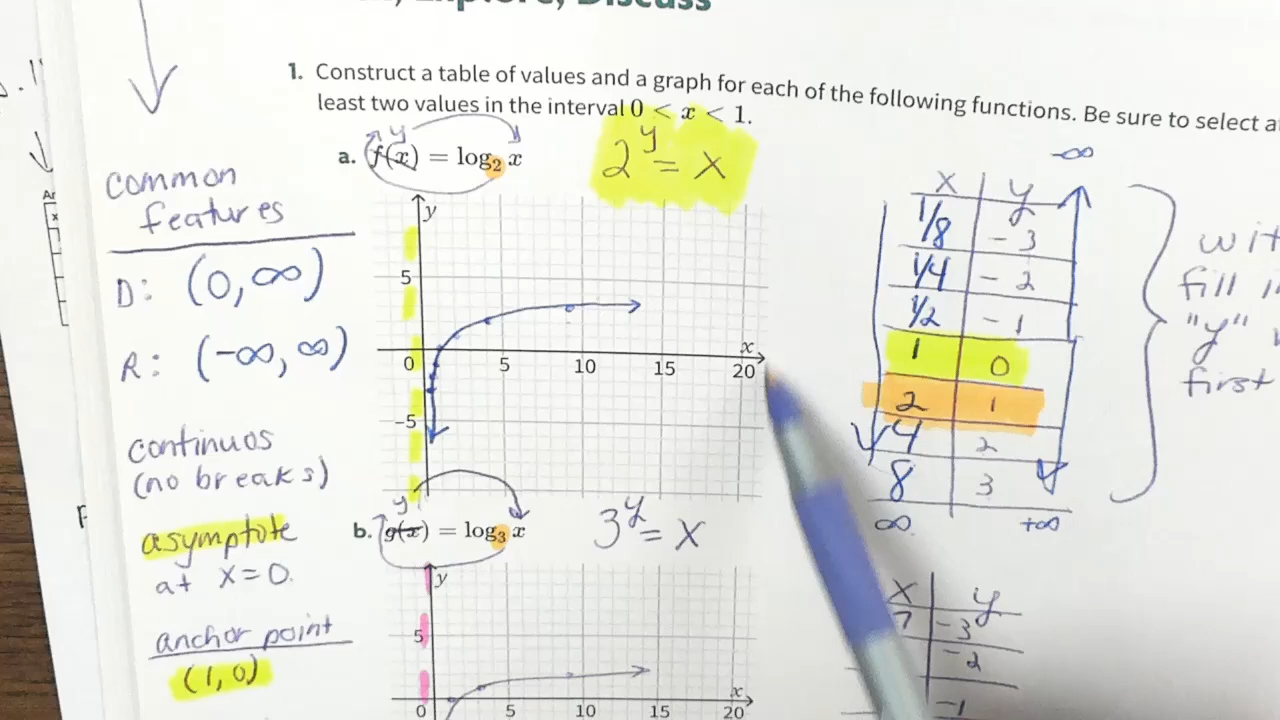 Explore, Discuss
1. Construct a table of values and a graph for each of the following functions. Be sure to select at
least two values in the interval 0 < x < 1.
a. f(x) = log₂ x
y
2^y = x
common
features
D: (0, ∞)
R: (-∞, ∞)
continuos
(no breaks)
asymptote
at x = 0.
anchor point
(1, 0)
y
5
0 5 10 15 20
x
-5
-∞
x y
1/8 -3
1/4 -2
1/2 -1
1 0
2 1
4 2
8 3
∞ +∞
fill
"y"
first
b. g(x) = log₃ x
y
3^y = x
y
5
0 5 10 15 20
x
x y
-3
-2
-1